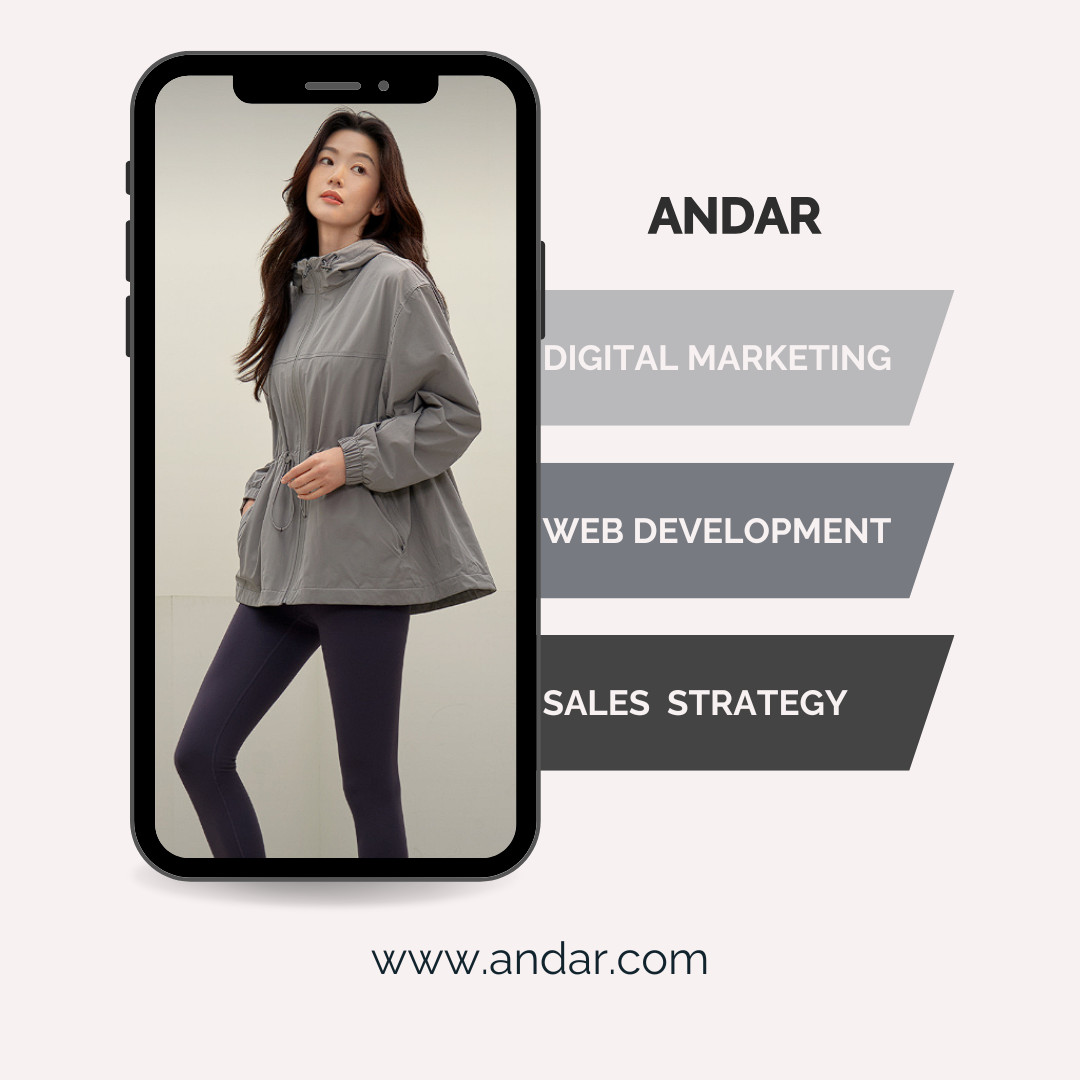 ANDAR
DIGITAL MARKETING
WEB DEVELOPMENT
SALES  STRATEGY
www.andar.com